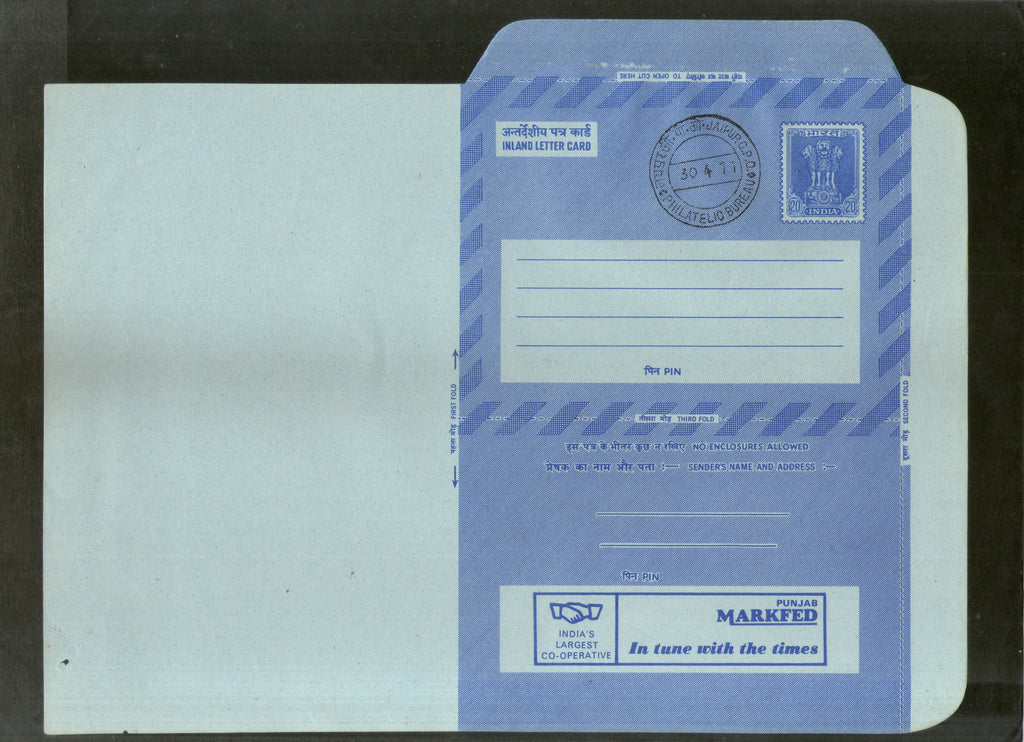 यहाँ काट कर खोलिए TO OPEN CUT HERE
अन्तर्देशीय पत्र कार्ड
INLAND LETTER CARD
जयपुर जी.पी.ओ.-JAIPUR G.P.O.
30 4 77
PHILATELIC BUREAU
भारत
20 20
INDIA
पिन PIN
पहला मोड़ FIRST FOLD
दूसरा मोड़ SECOND FOLD
तीसरा मोड़ THIRD FOLD
इस पत्र के भीतर कुछ न रखिए NO ENCLOSURES ALLOWED
प्रेषक का नाम और पता :— SENDER'S NAME AND ADDRESS :—
पिन PIN
INDIA'S
LARGEST
CO-OPERATIVE
PUNJAB
MARKFED
In tune with the times